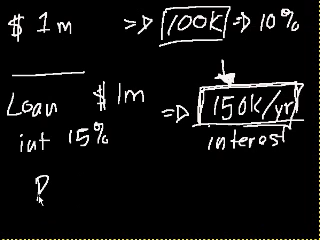 $ 1m => 100K => 10%
Loan $ 1m => 150K/yr
int 15% interest
P